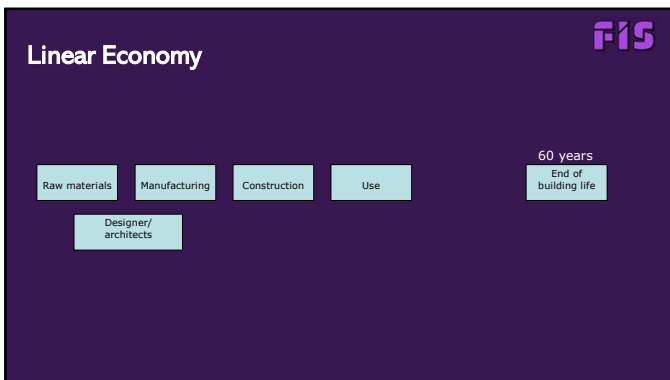 FIS
Linear Economy
60 years
Raw materials
Manufacturing
Construction
Use
End of
building life
Designer/
architects